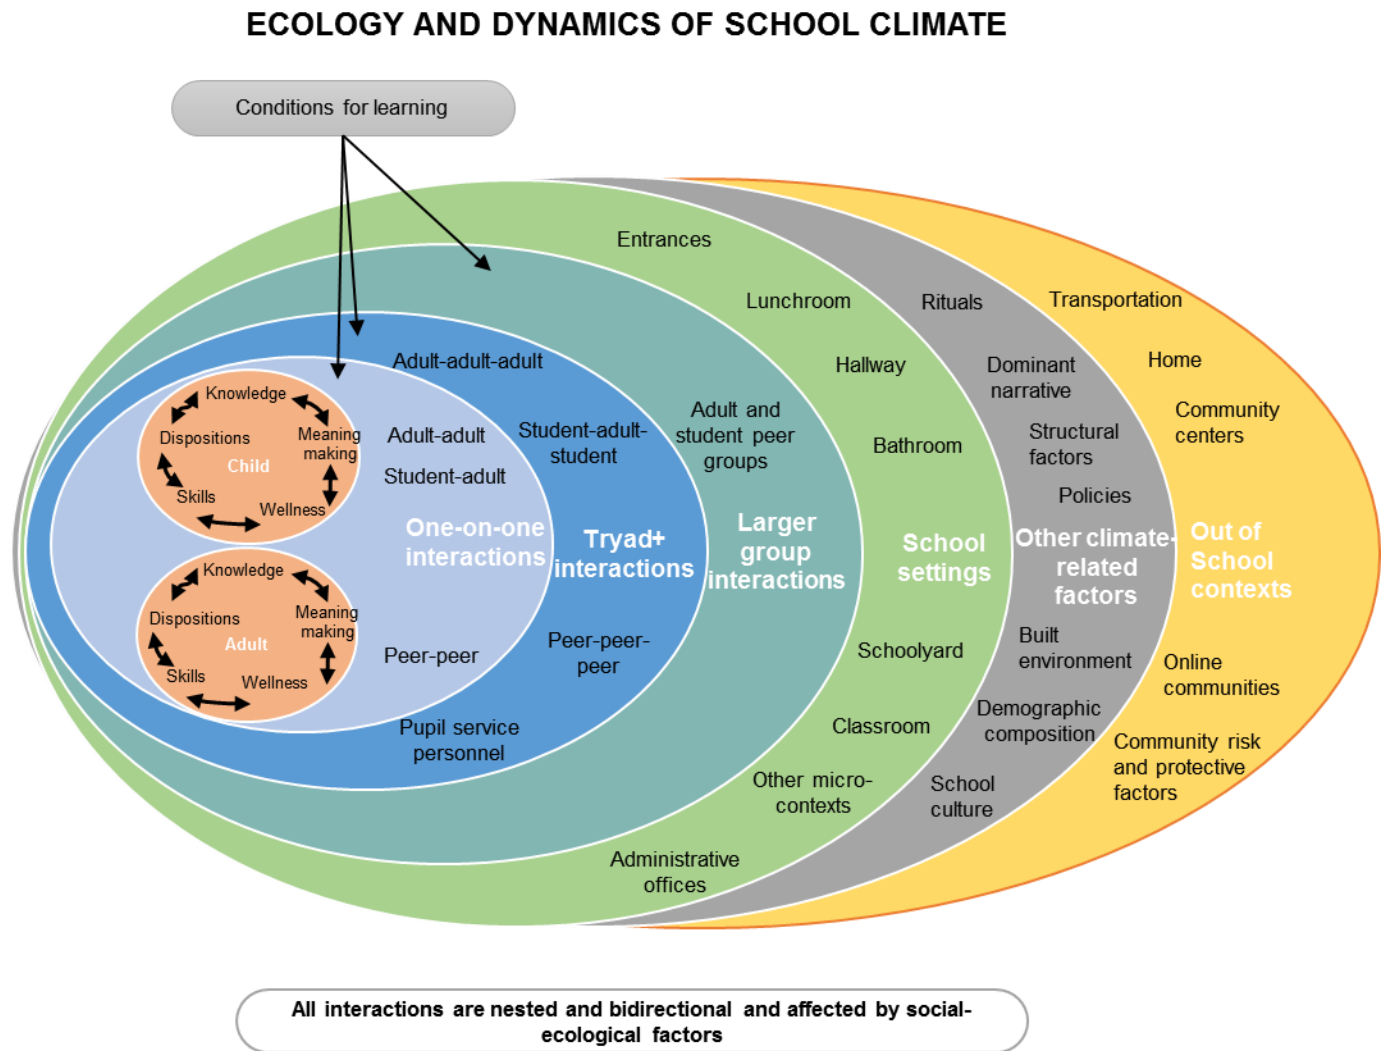 ECOLOGY AND DYNAMICS OF SCHOOL CLIMATE
Conditions for learning
Knowledge
Dispositions
Meaning
making
Child
Skills
Wellness
Knowledge
Dispositions
Meaning
making
Adult
Skills
Wellness
Adult-adult
Student-adult
One-on-one
interactions
Peer-peer
Adult-adult-adult
Student-adult-
student
Tryad+
interactions
Peer-peer-
peer
Pupil service
personnel
Adult and
student peer
groups
Larger
group
interactions
Entrances
Lunchroom
Hallway
Bathroom
School
settings
Schoolyard
Classroom
Other micro-
contexts
Administrative
offices
Rituals
Dominant
narrative
Structural
factors
Policies
Other climate-
related
factors
Built
environment
Demographic
composition
School
culture
Transportation
Home
Community
centers
Out of
School
contexts
Online
communities
Community risk
and protective
factors
All interactions are nested and bidirectional and affected by social-
ecological factors